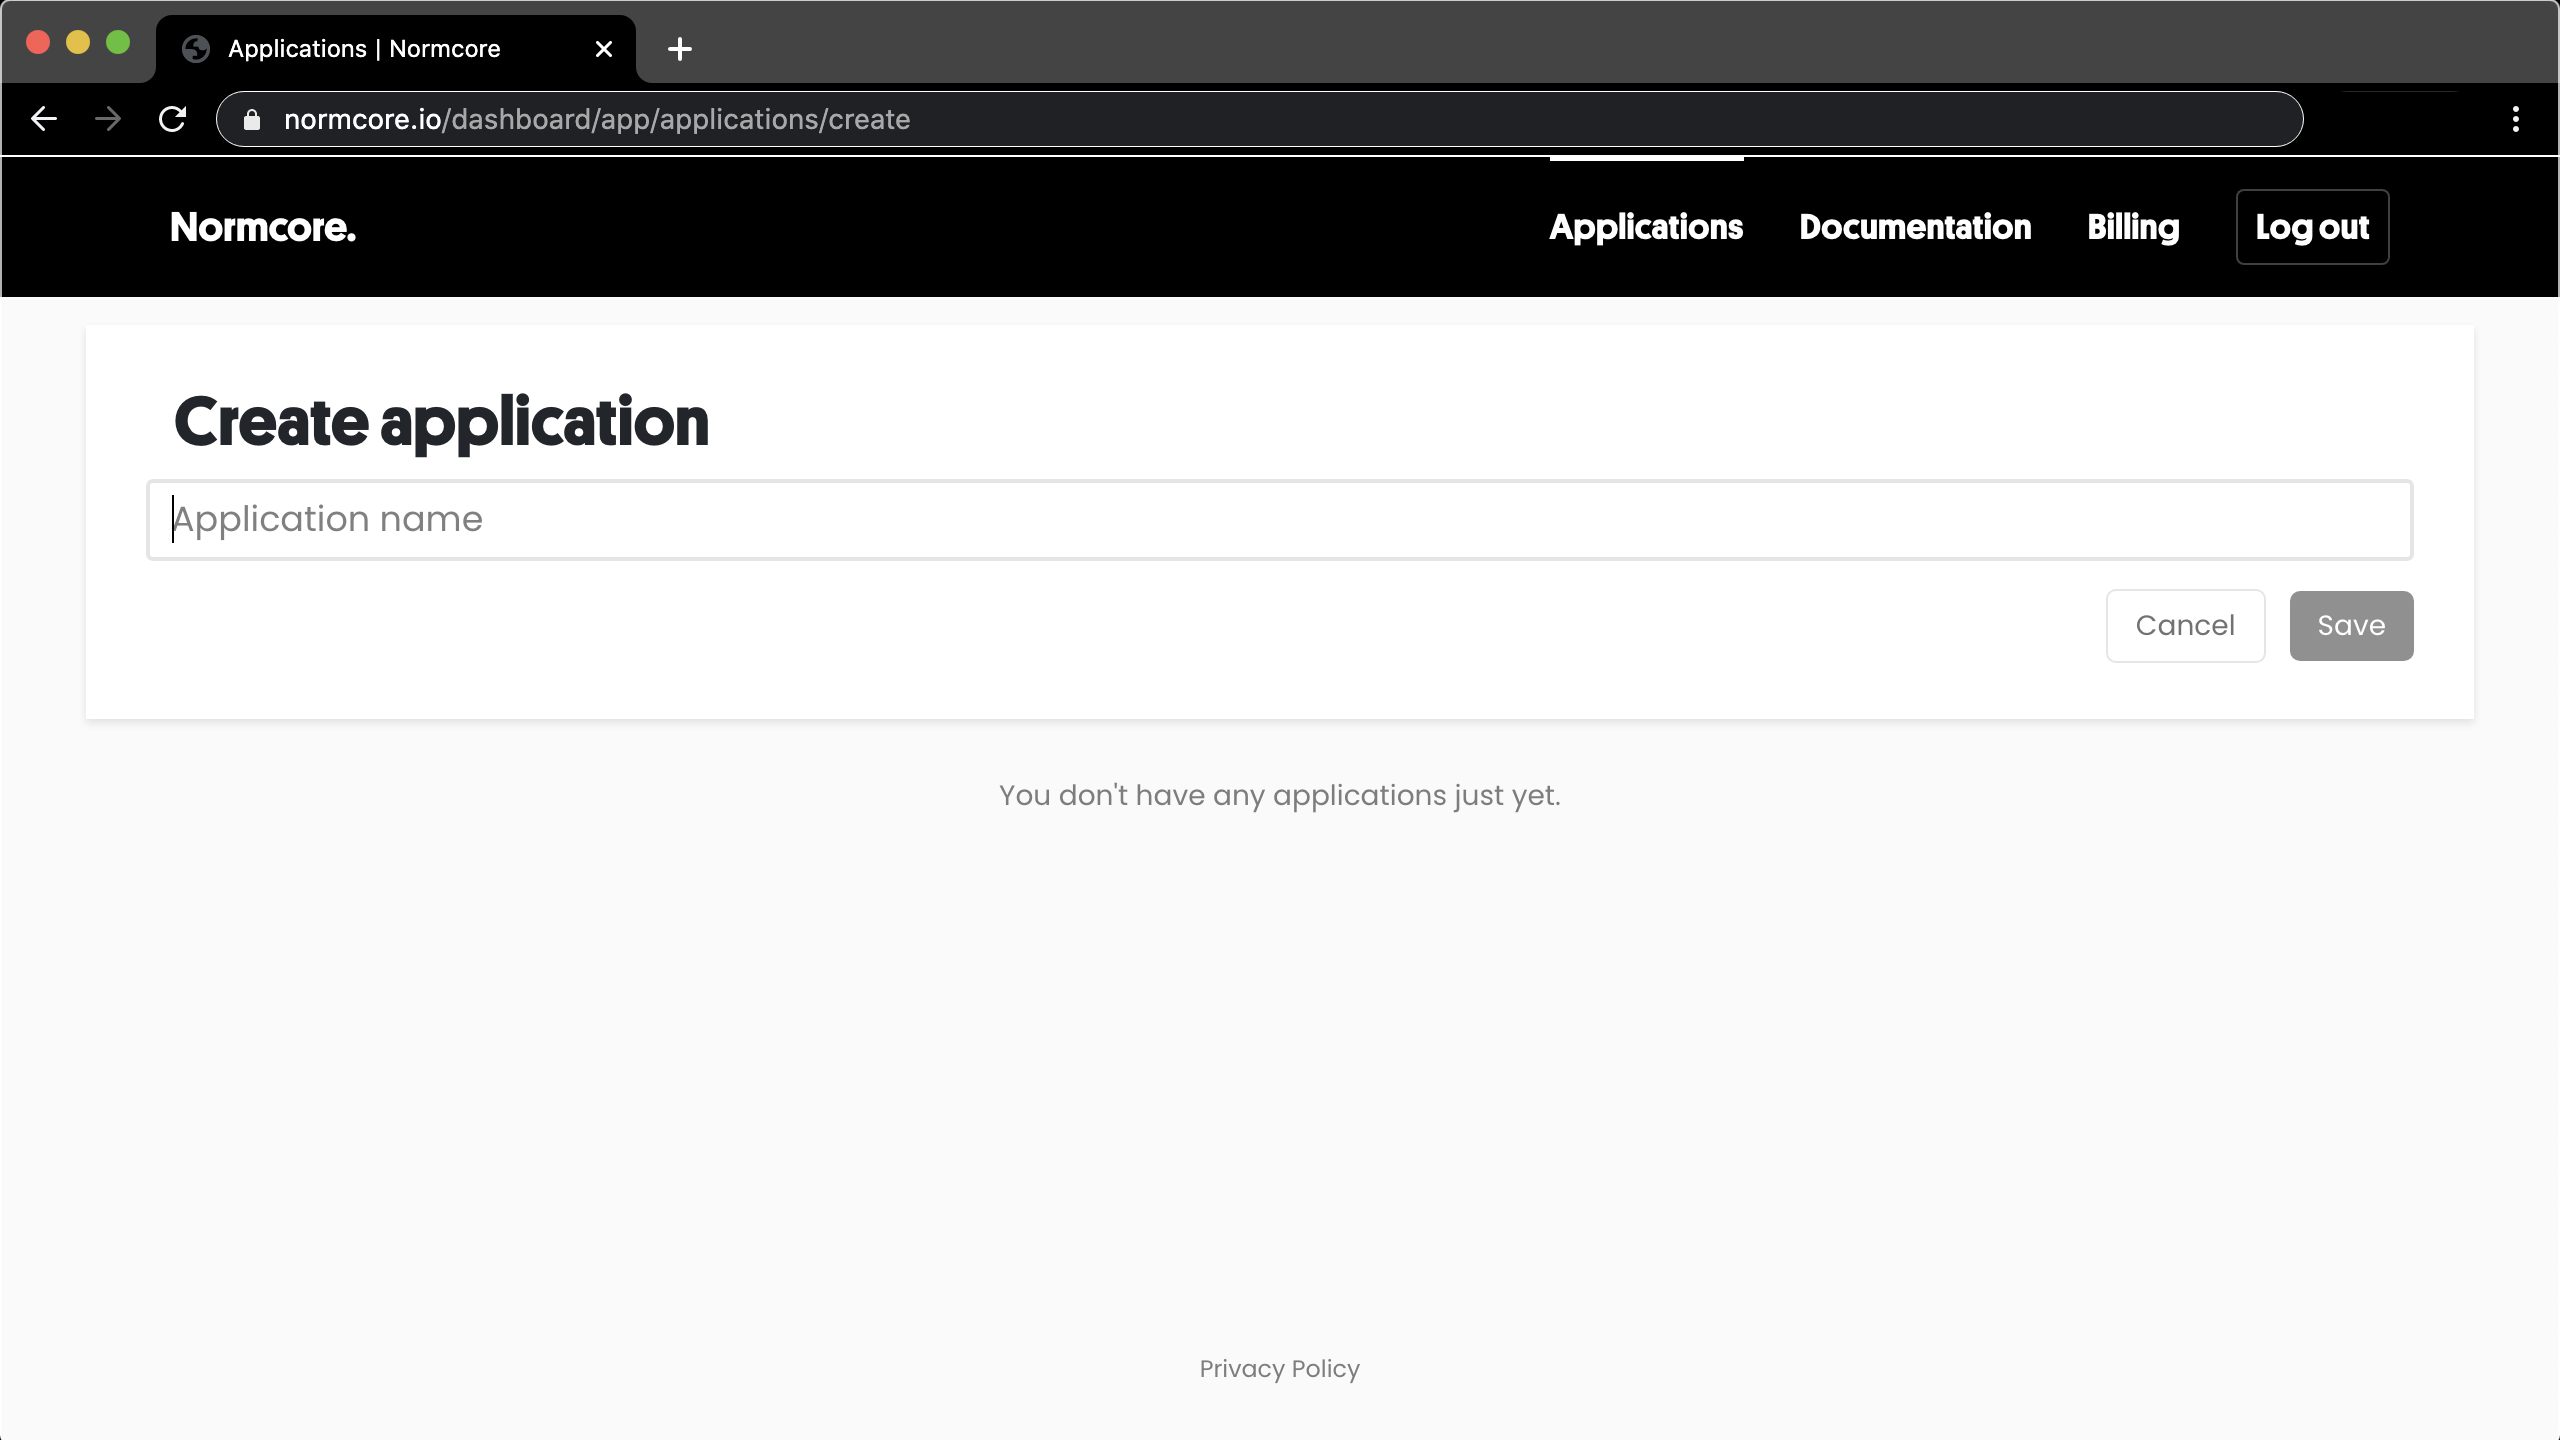 Applications | Normcore
normcore.io/dashboard/app/applications/create
Normcore.
Applications
Documentation
Billing
Log out
Create application
Application name
Cancel
Save
You don't have any applications just yet.
Privacy Policy